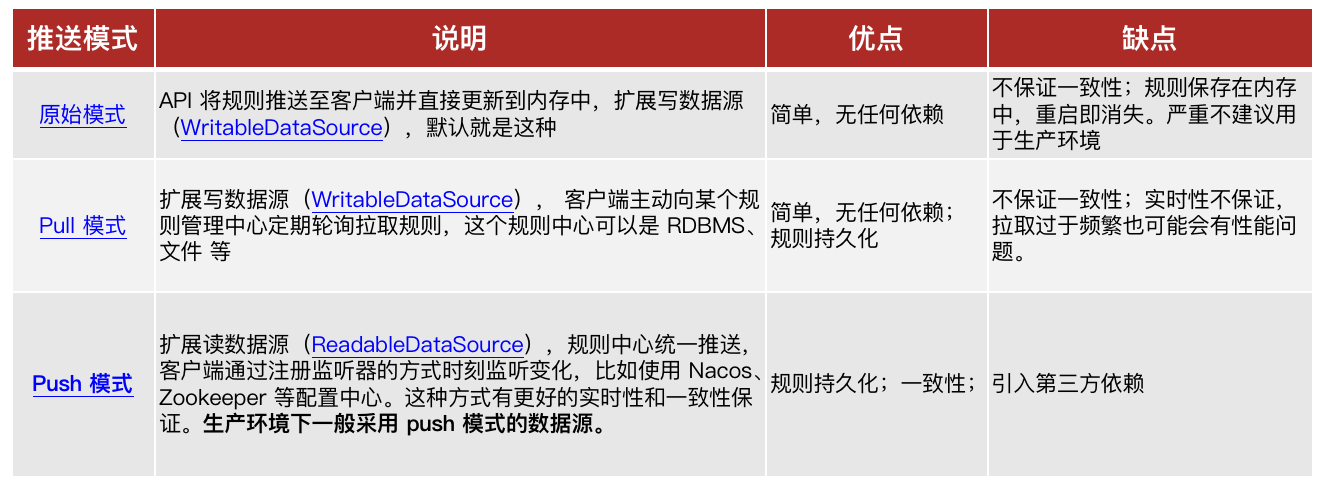 推送模式
说明
优点
缺点
原始模式
API 将规则推送至客户端并直接更新到内存中，扩展写数据源
（WritableDataSource），默认就是这种
简单，无任何依赖
不保证一致性；规则保存在内存
中，重启即消失。严重不建议用
于生产环境
Pull 模式
扩展写数据源（WritableDataSource）， 客户端主动向某个规
则管理中心定期轮询拉取规则，这个规则中心可以是 RDBMS、
文件 等
简单，无任何依赖；
规则持久化
不保证一致性；实时性不保证，
拉取过于频繁也可能会有性能问
题。
Push 模式
扩展读数据源（ReadableDataSource），规则中心统一推送，
客户端通过注册监听器的方式时刻监听变化，比如使用 Nacos、
Zookeeper 等配置中心。这种方式有更好的实时性和一致性保
证。生产环境下一般采用 push 模式的数据源。
规则持久化；一致性；
引入第三方依赖